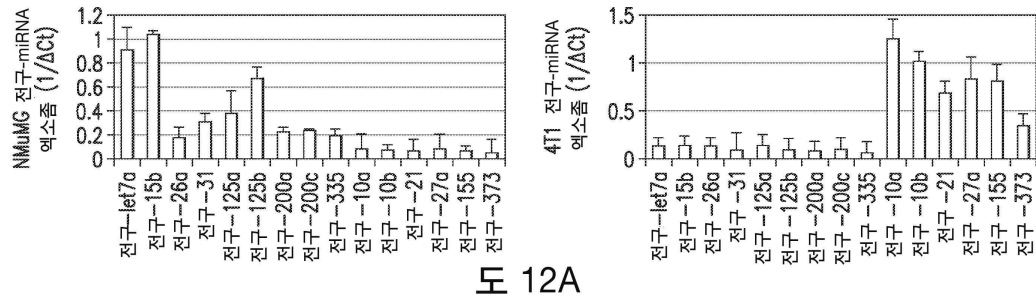 NMuMG 전구-miRNA
엑소좀 (1/ΔCt)
1.2
1
0.8
0.6
0.4
0.2
0
전구-let7a
전구-15b
전구-26a
전구-31
전구-125a
전구-125b
전구-200a
전구-200c
전구-335
전구-10a
전구-10b
전구-21
전구-27a
전구-155
전구-373
4T1 전구-miRNA
엑소좀 (1/ΔCt)
1.5
1
0.5
0
전구-let7a
전구-15b
전구-26a
전구-31
전구-125a
전구-125b
전구-200a
전구-200c
전구-335
전구-10a
전구-10b
전구-21
전구-27a
전구-155
전구-373
도 12A